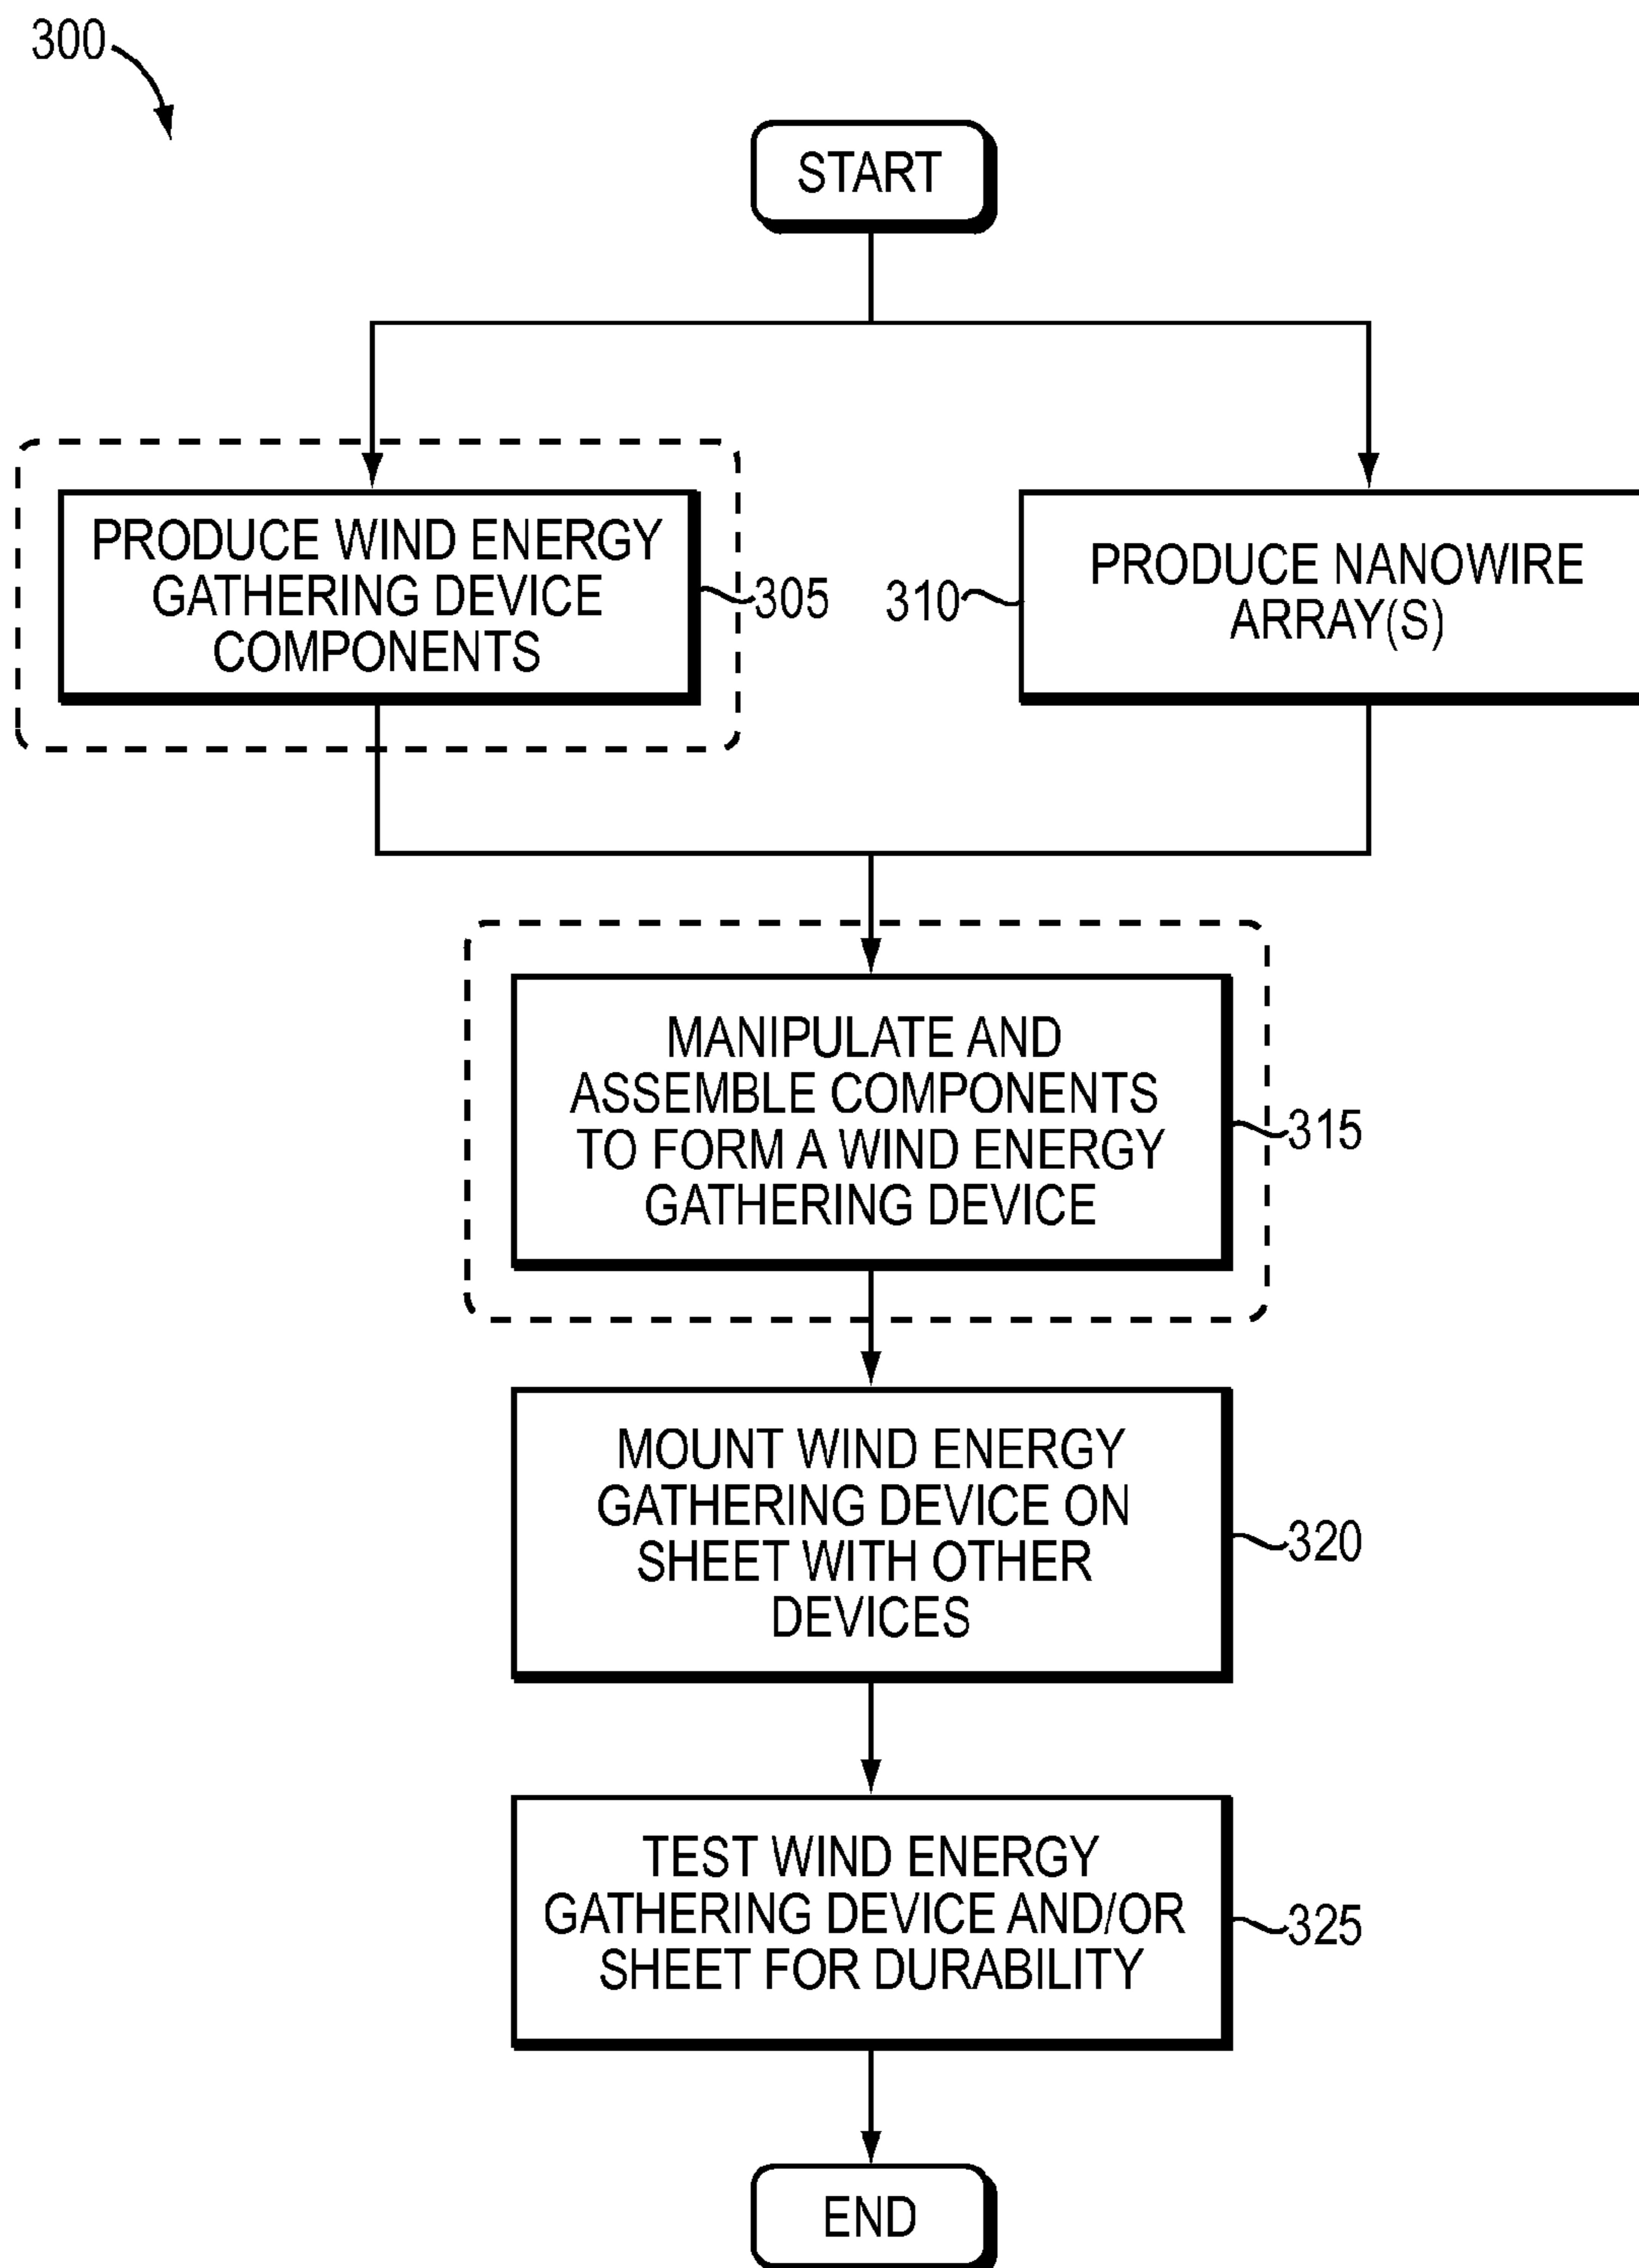 300
START
PRODUCE WIND ENERGY
GATHERING DEVICE
COMPONENTS
305
310
PRODUCE NANOWIRE
ARRAY(S)
MANIPULATE AND
ASSEMBLE COMPONENTS
TO FORM A WIND ENERGY
GATHERING DEVICE
315
MOUNT WIND ENERGY
GATHERING DEVICE ON
SHEET WITH OTHER
DEVICES
320
TEST WIND ENERGY
GATHERING DEVICE AND/OR
SHEET FOR DURABILITY
325
END